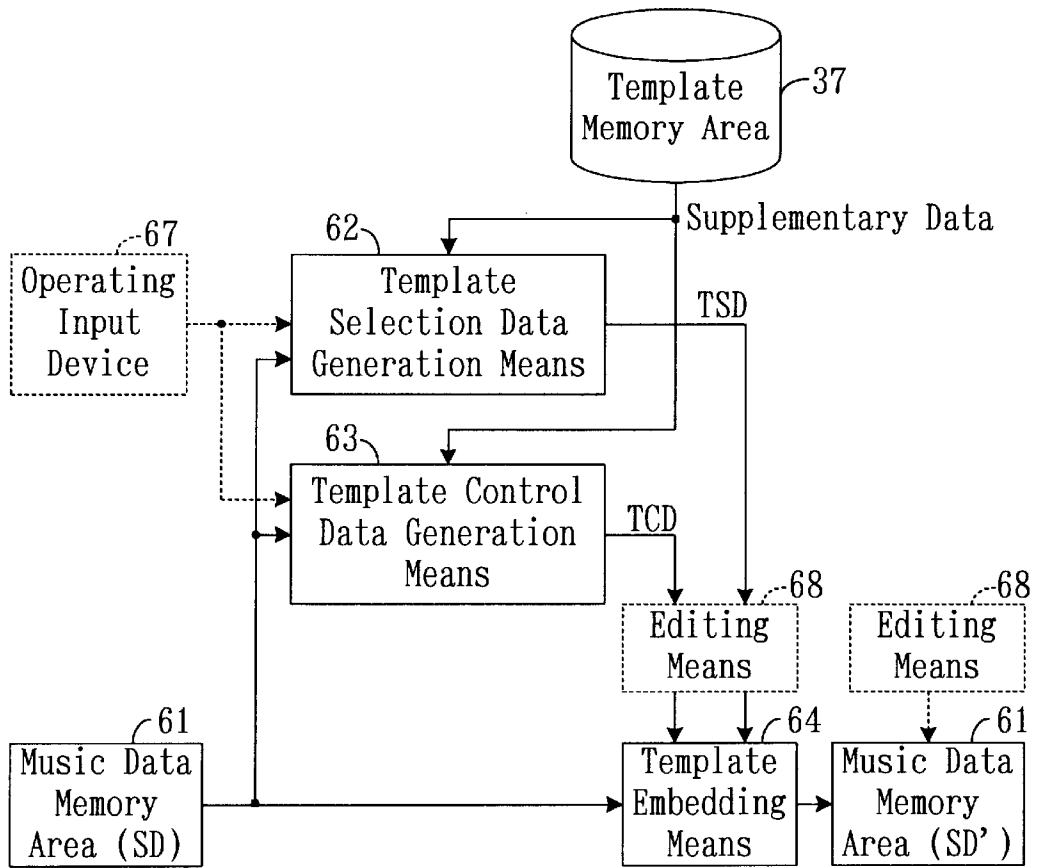 Template
Memory Area
37
Supplementary Data
67
Operating
Input
Device
62
Template
Selection Data
Generation Means
TSD
63
Template Control
Data Generation
Means
TCD
68
Editing
Means
68
Editing
Means
61
Music Data
Memory
Area (SD)
64
Template
Embedding
Means
61
Music Data
Memory
Area (SD')